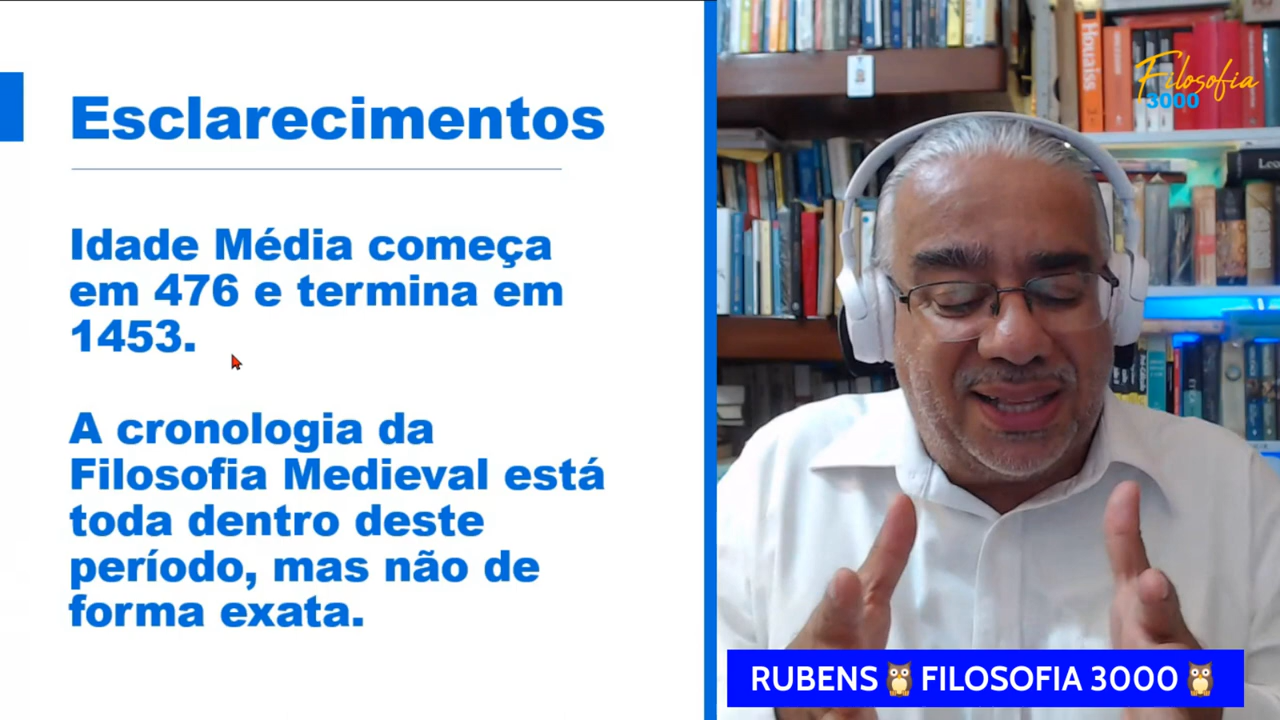 Esclarecimentos
Idade Média começa
em 476 e termina em
1453.
A cronologia da
Filosofia Medieval está
toda dentro deste
período, mas não de
forma exata.
Houaiss
Filosofia
3000
Leo
RUBENS🦉FILOSOFIA 3000🦉